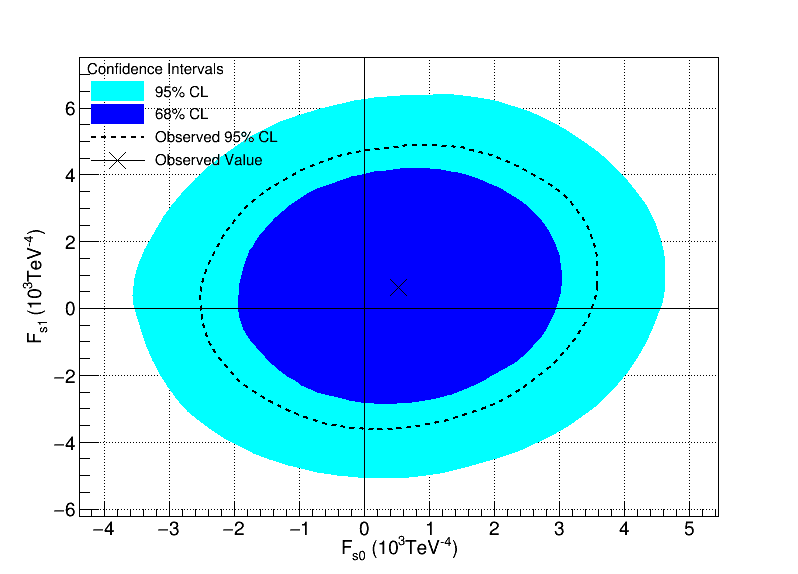 Confidence Intervals
95% CL
68% CL
Observed 95% CL
Observed Value
6
4
2
0
−2
−4
−6
F_s1 (10^3TeV^-4)
−4 −3 −2 −1 0 1 2 3 4 5
F_s0 (10^3TeV^-4)